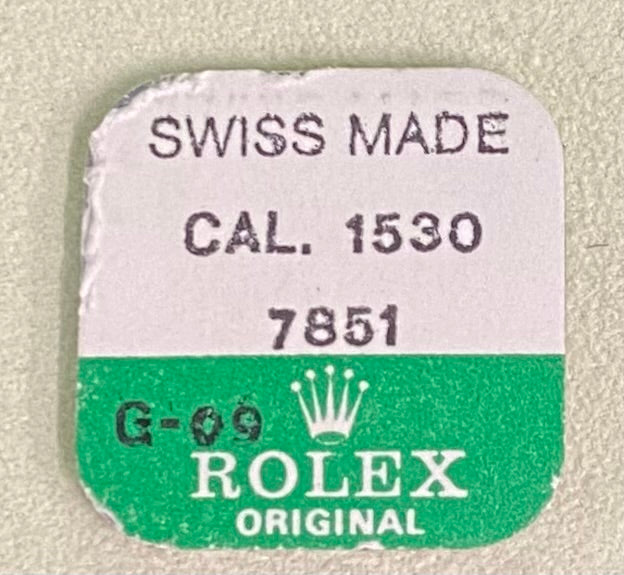 SWISS MADE
CAL. 1530
7851
G-09
ROLEX
ORIGINAL